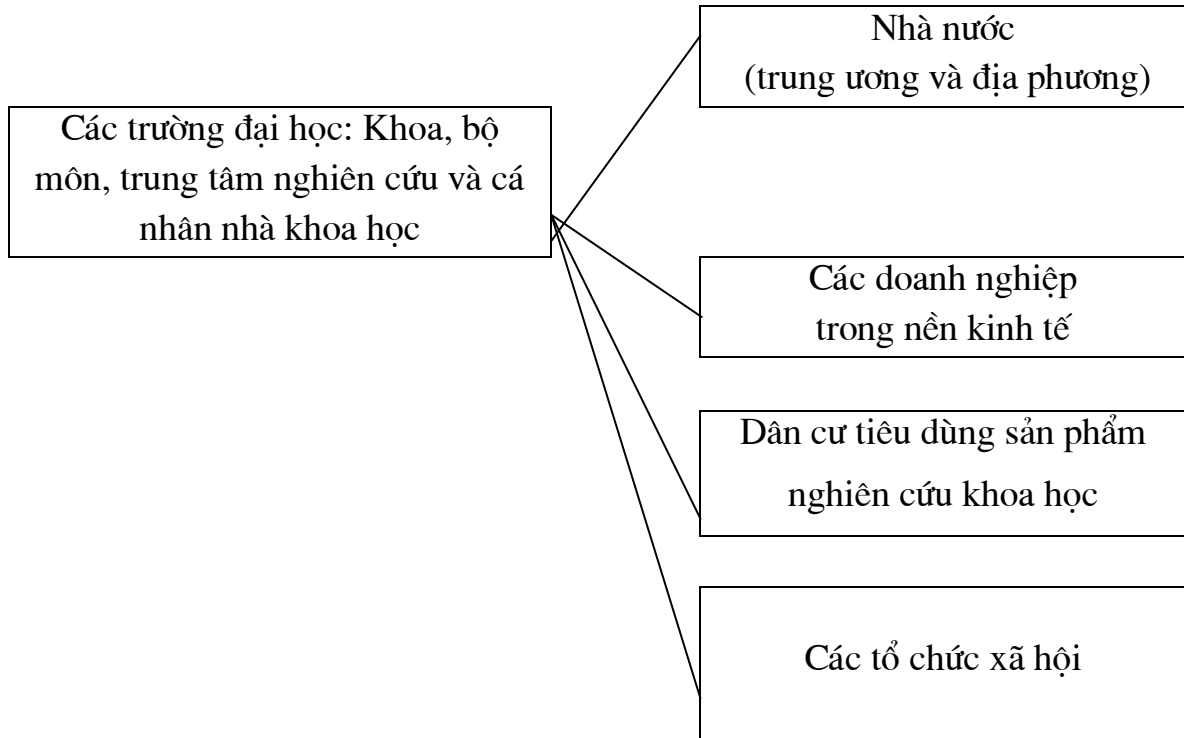 Nhà nước
(trung ương và địa phương)
Các trường đại học: Khoa, bộ
môn, trung tâm nghiên cứu và cá
nhân nhà khoa học
Các doanh nghiệp
trong nền kinh tế
Dân cư tiêu dùng sản phẩm
nghiên cứu khoa học
Các tổ chức xã hội